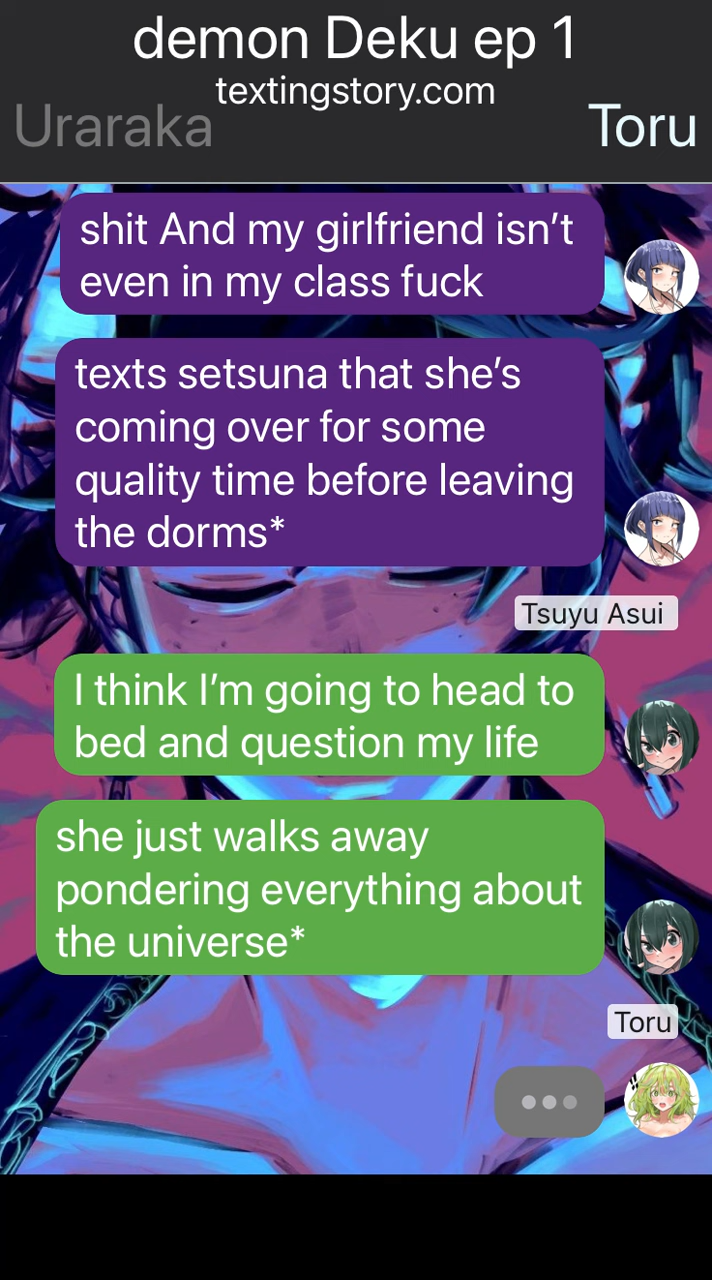 demon Deku ep 1
textingstory.com
Uraraka
Toru
shit And my girlfriend isn’t
even in my class fuck
texts setsuna that she’s
coming over for some
quality time before leaving
the dorms*
Tsuyu Asui
I think I’m going to head to
bed and question my life
she just walks away
pondering everything about
the universe*
Toru